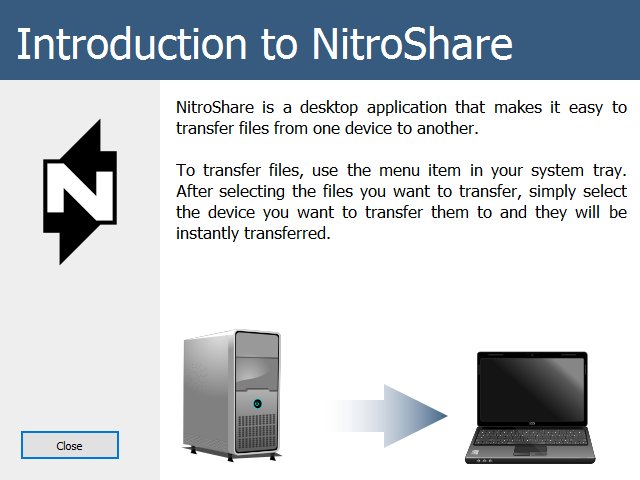 Introduction to NitroShare
NitroShare is a desktop application that makes it easy to
transfer files from one device to another.
To transfer files, use the menu item in your system tray.
After selecting the files you want to transfer, simply select
the device you want to transfer them to and they will be
instantly transferred.
N
Close